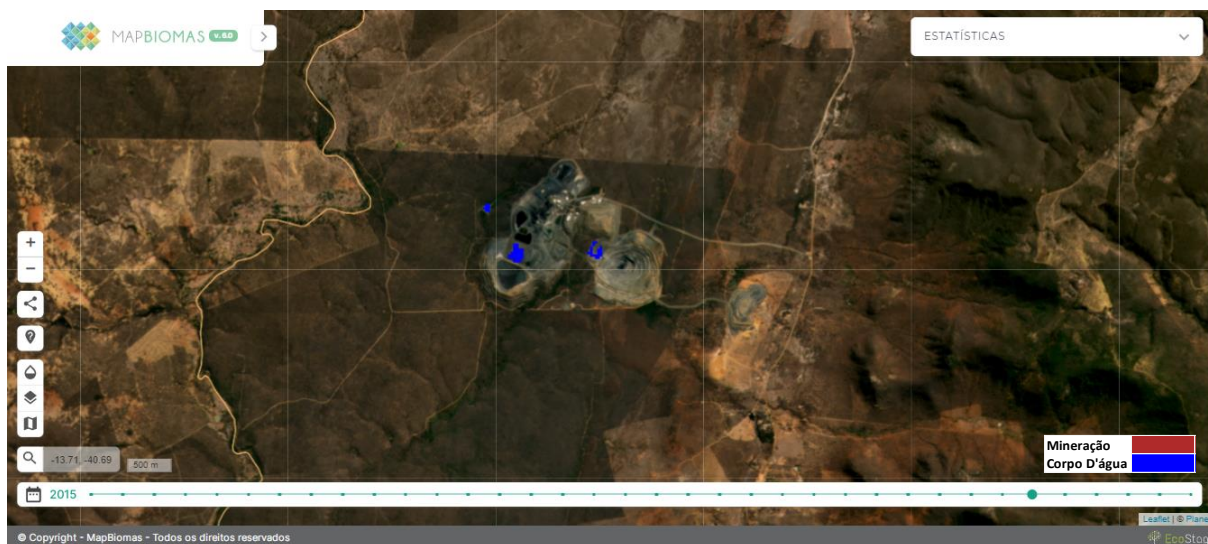 MAPBIOMAS v. 6.0 >
ESTATÍSTICAS
+
−
-13.71, -40.69
500 m
Mineração
Corpo D'água
2015
Leaflet | © Plane
© Copyright - MapBiomas - Todos os direitos reservados
EcoStag